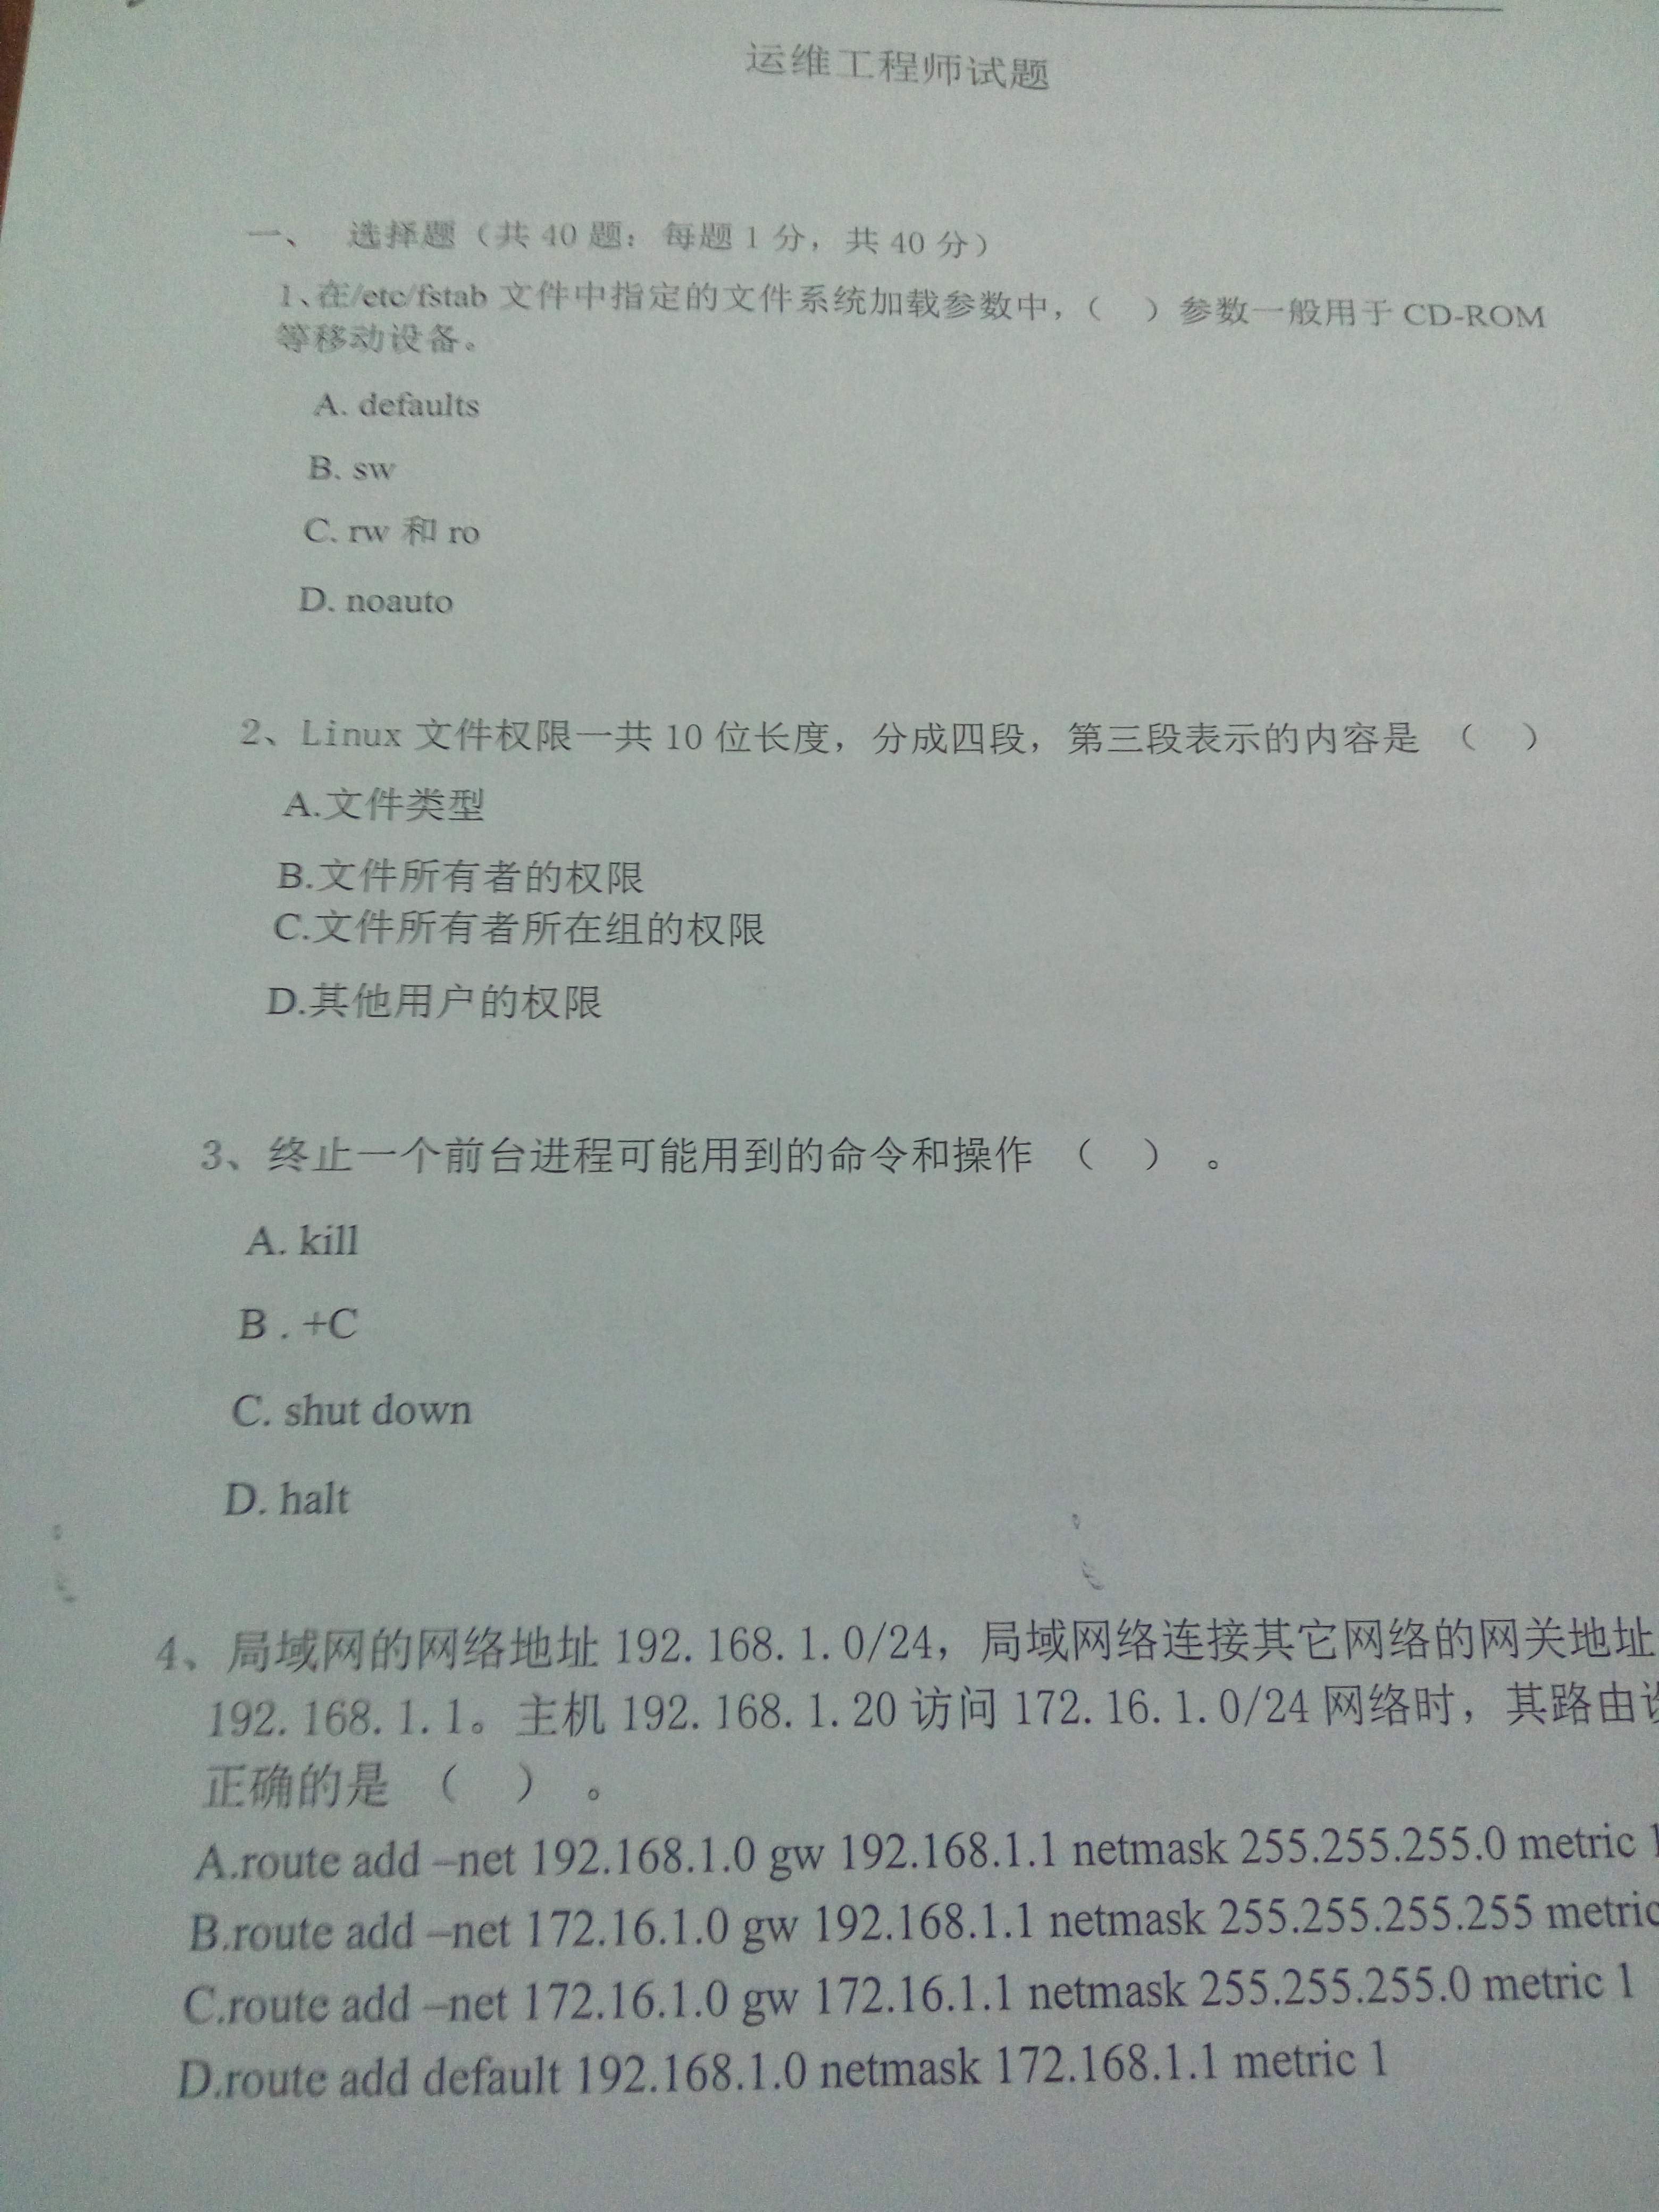 运维工程师试题
一、 选择题（共 40 题；每题 1 分，共 40 分）
1、在/etc/fstab 文件中指定的文件系统加载参数中，（ ）参数一般用于 CD-ROM
等移动设备。
A. defaults
B. sw
C. rw 和 ro
D. noauto
2、Linux 文件权限一共 10 位长度，分成四段，第三段表示的内容是 （ ）
A.文件类型
B.文件所有者的权限
C.文件所有者所在组的权限
D.其他用户的权限
3、终止一个前台进程可能用到的命令和操作 （ ） 。
A. kill
B . +C
C. shut down
D. halt
4、局域网的网络地址 192.168.1.0/24，局域网络连接其它网络的网关地址
192.168.1.1。主机 192.168.1.20 访问 172.16.1.0/24 网络时，其路由
正确的是 （ ） 。
A.route add –net 192.168.1.0 gw 192.168.1.1 netmask 255.255.255.0 metric 1
B.route add –net 172.16.1.0 gw 192.168.1.1 netmask 255.255.255.255 metric
C.route add –net 172.16.1.0 gw 172.16.1.1 netmask 255.255.255.0 metric 1
D.route add default 192.168.1.0 netmask 172.168.1.1 metric 1